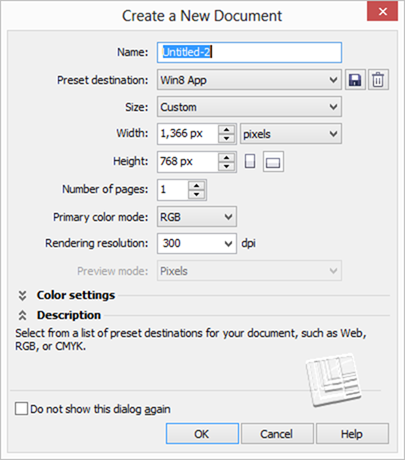 Create a New Document
Name: Untitled-2
Preset destination: Win8 App
Size: Custom
Width: 1,366 px pixels
Height: 768 px
Number of pages: 1
Primary color mode: RGB
Rendering resolution: 300 dpi
Preview mode: Pixels
Color settings
Description
Select from a list of preset destinations for your document, such as Web,
RGB, or CMYK.
Do not show this dialog again
OK Cancel Help